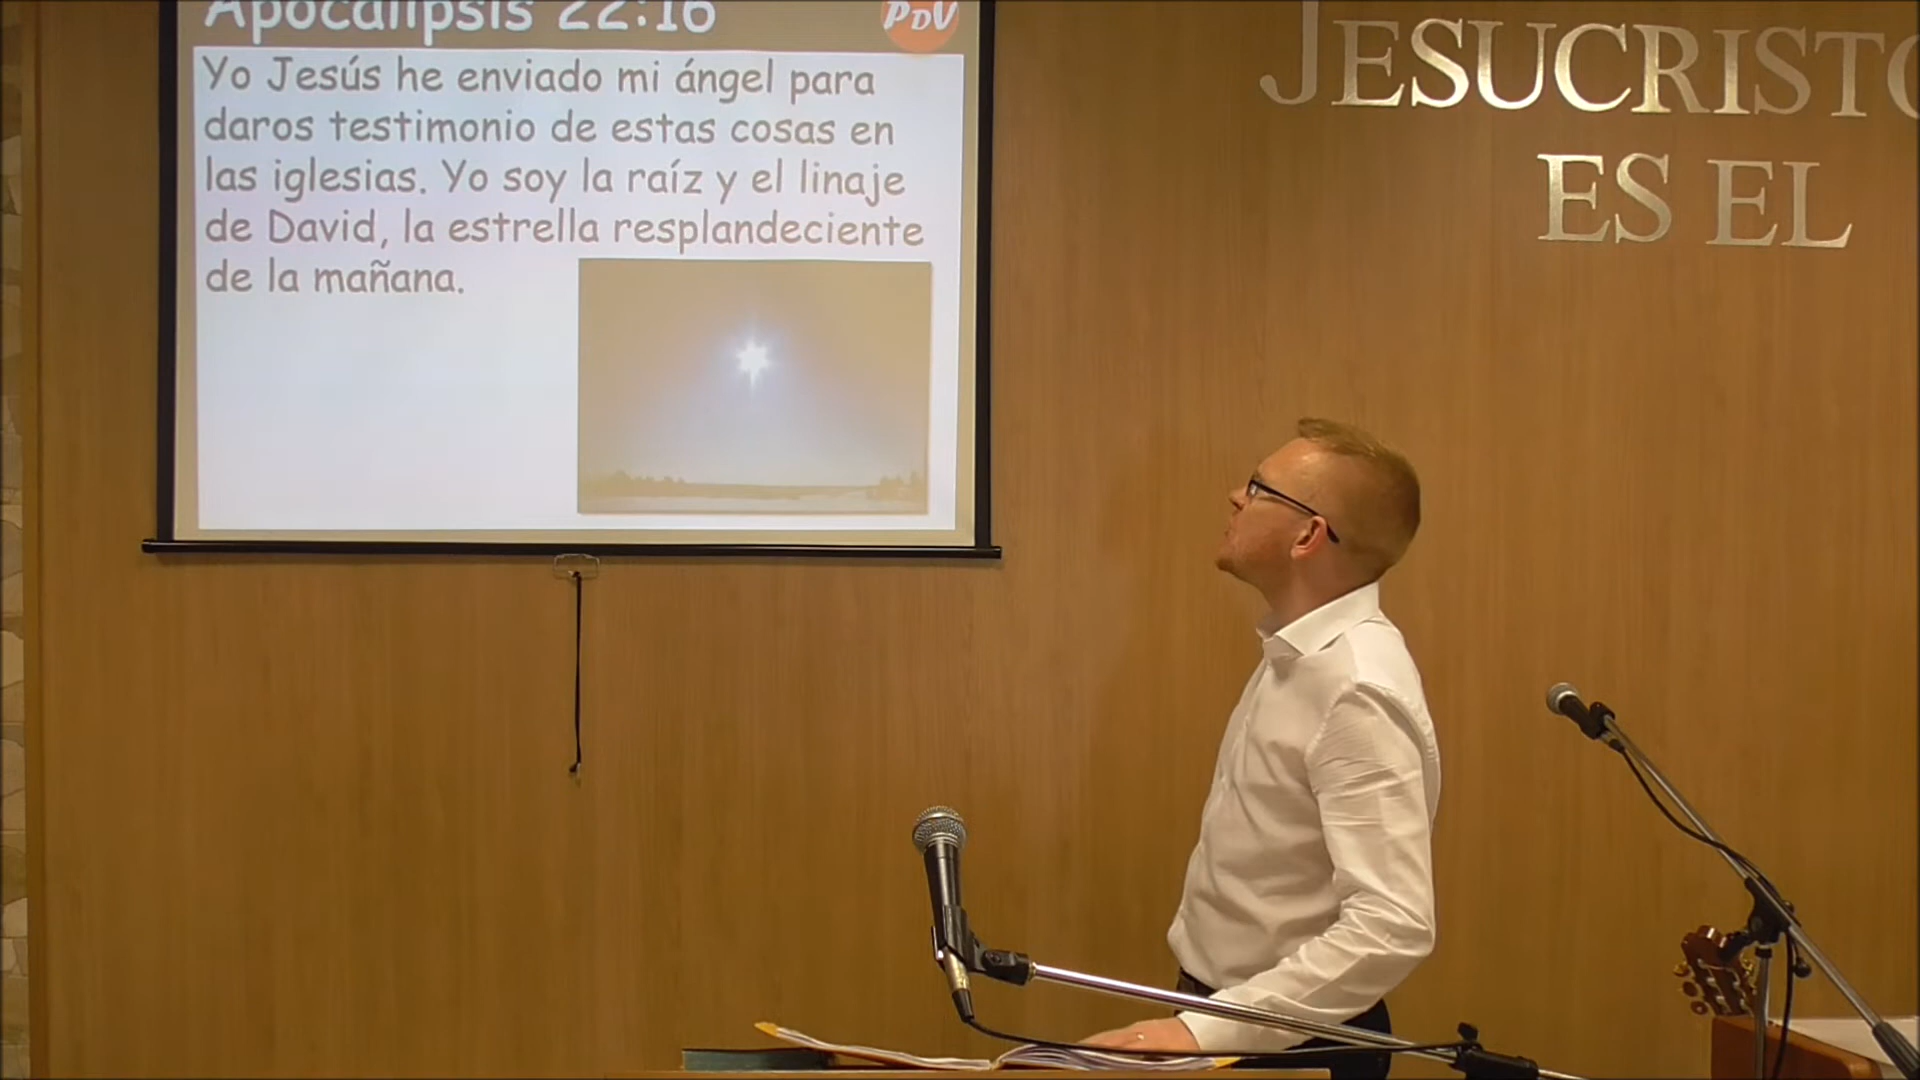 Apocalipsis 22:16
PDV
Yo Jesús he enviado mi ángel para
daros testimonio de estas cosas en
las iglesias. Yo soy la raíz y el linaje
de David, la estrella resplandeciente
de la mañana.
JESUCRISTO
ES EL